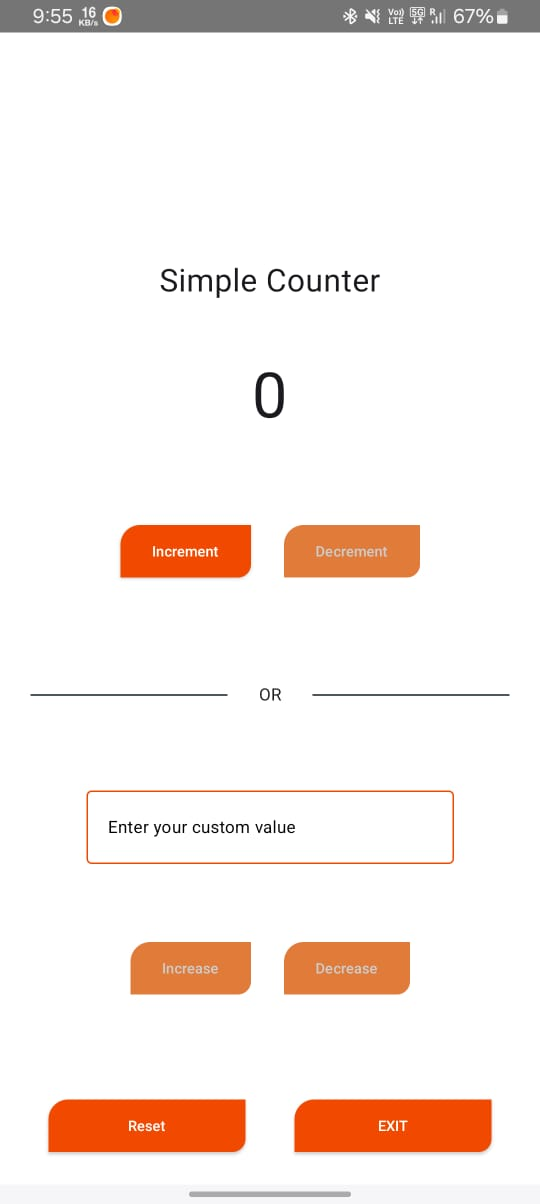 9:55 16 KB/s Vo)) LTE 5G R 67%
Simple Counter
0
Increment Decrement
OR
Enter your custom value
Increase Decrease
Reset EXIT